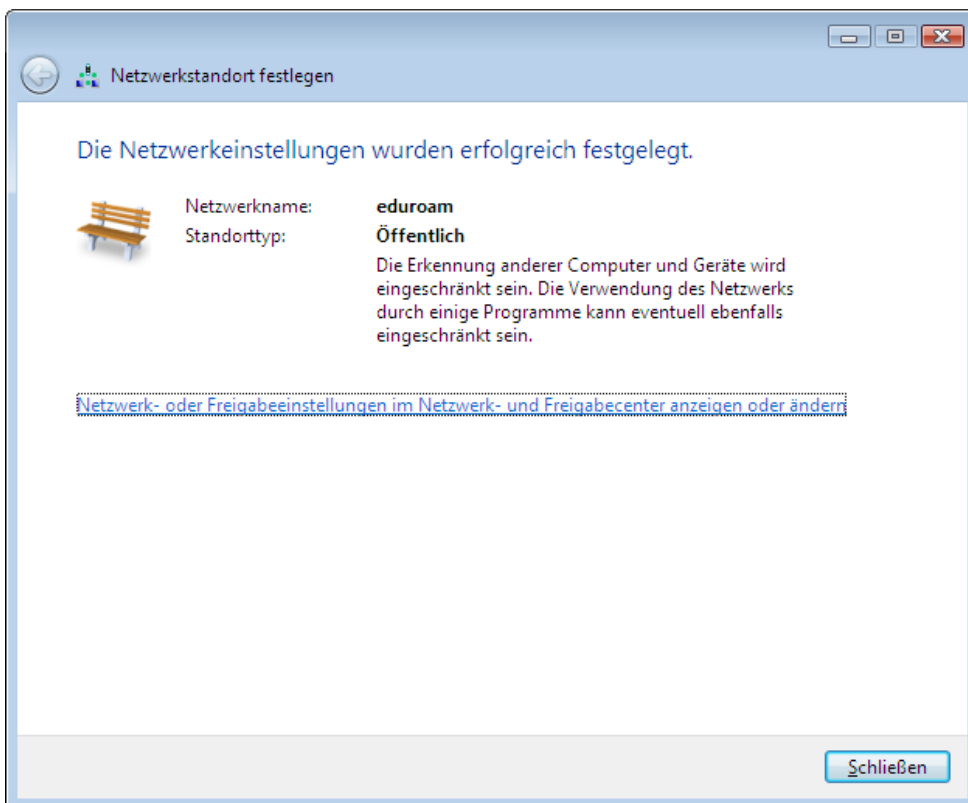 Netzwerkstandort festlegen
Die Netzwerkeinstellungen wurden erfolgreich festgelegt.
Netzwerkname: eduroam
Standorttyp: Öffentlich
Die Erkennung anderer Computer und Geräte wird
eingeschränkt sein. Die Verwendung des Netzwerks
durch einige Programme kann eventuell ebenfalls
eingeschränkt sein.
Netzwerk- oder Freigabeeinstellungen im Netzwerk- und Freigabecenter anzeigen oder ändern
Schließen